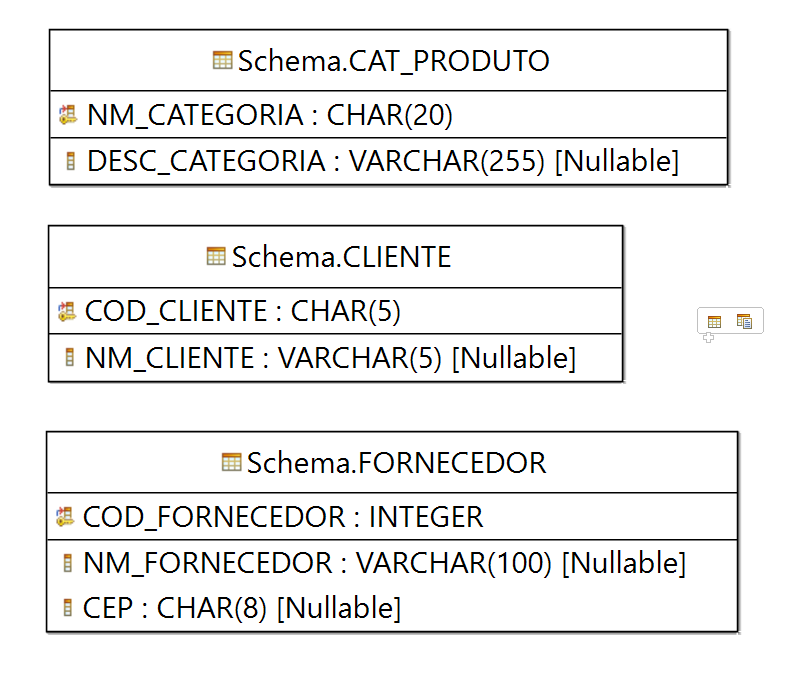 Schema.CAT_PRODUTO
NM_CATEGORIA : CHAR(20)
DESC_CATEGORIA : VARCHAR(255) [Nullable]
Schema.CLIENTE
COD_CLIENTE : CHAR(5)
NM_CLIENTE : VARCHAR(5) [Nullable]
Schema.FORNECEDOR
COD_FORNECEDOR : INTEGER
NM_FORNECEDOR : VARCHAR(100) [Nullable]
CEP : CHAR(8) [Nullable]